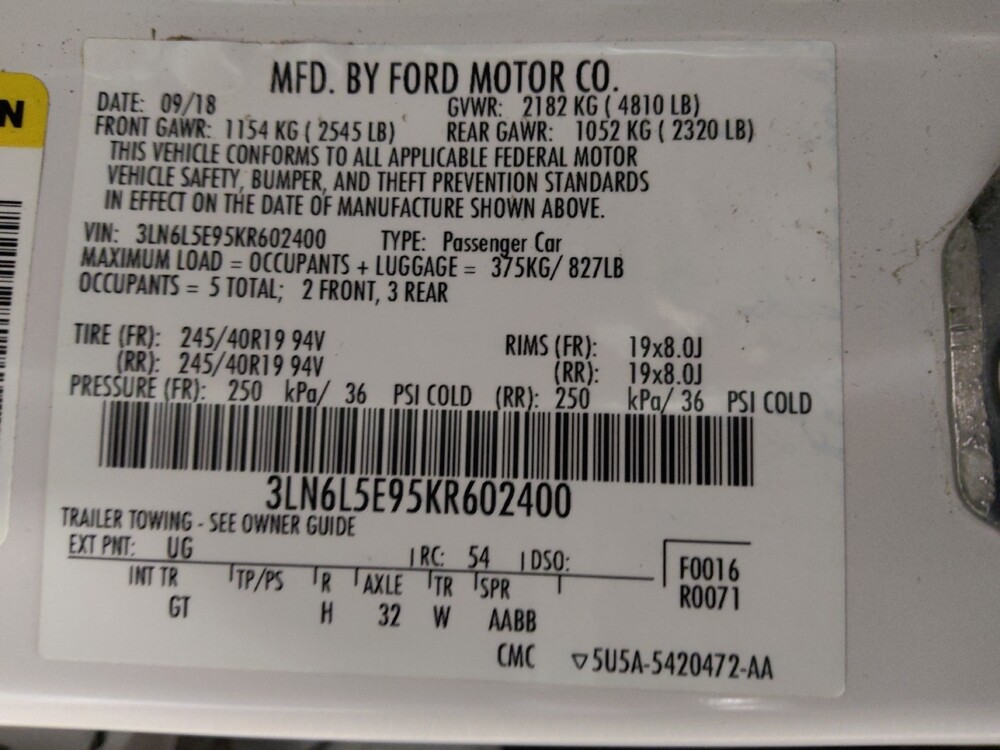 N
MFD. BY FORD MOTOR CO.
DATE: 09/18 GVWR: 2182 KG ( 4810 LB)
FRONT GAWR: 1154 KG ( 2545 LB) REAR GAWR: 1052 KG ( 2320 LB)
THIS VEHICLE CONFORMS TO ALL APPLICABLE FEDERAL MOTOR
VEHICLE SAFETY, BUMPER, AND THEFT PREVENTION STANDARDS
IN EFFECT ON THE DATE OF MANUFACTURE SHOWN ABOVE.
VIN: 3LN6L5E95KR602400 TYPE: Passenger Car
MAXIMUM LOAD = OCCUPANTS + LUGGAGE = 375KG/ 827LB
OCCUPANTS = 5 TOTAL; 2 FRONT, 3 REAR
TIRE (FR): 245/40R19 94V RIMS (FR): 19x8.0J
(RR): 245/40R19 94V (RR): 19x8.0J
PRESSURE (FR): 250 kPa/ 36 PSI COLD (RR): 250 kPa/ 36 PSI COLD
3LN6L5E95KR602400
TRAILER TOWING - SEE OWNER GUIDE
EXT PNT: UG RC: 54 DSO: F0016
INT TR TP/PS R AXLE TR SPR R0071
GT H 32 W AABB
CMC ▽5U5A-5420472-AA